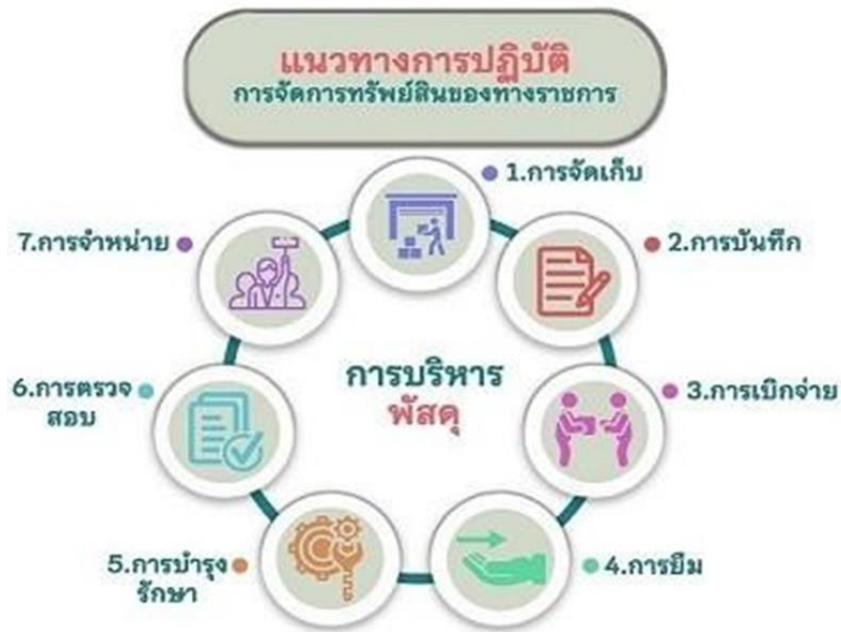 แนวทางการปฏิบัติ
การจัดการทรัพย์สินของทางราชการ
1.การจัดเก็บ
2.การบันทึก
3.การเบิกจ่าย
4.การยืม
5.การบำรุง
รักษา
6.การตรวจ
สอบ
7.การจำหน่าย
การบริหาร
พัสดุ